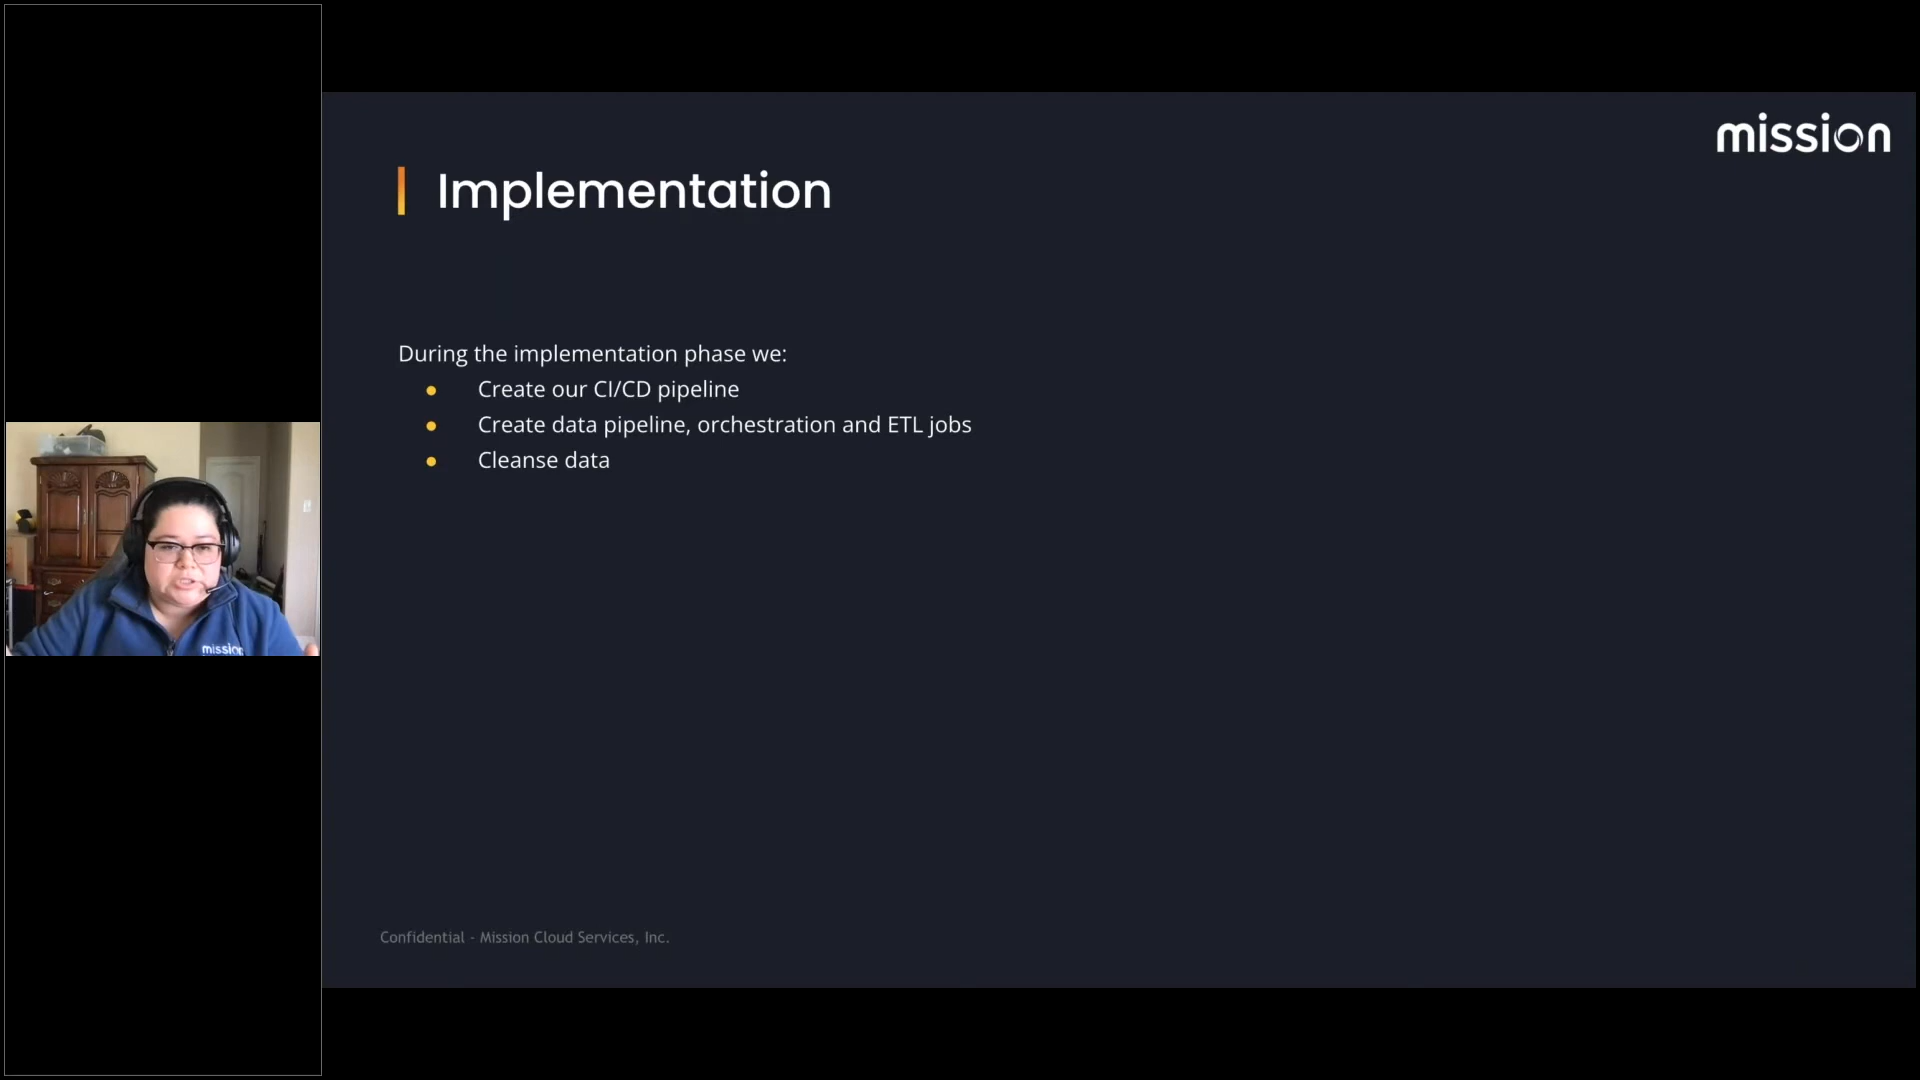 mission
Implementation
During the implementation phase we:
● Create our CI/CD pipeline
● Create data pipeline, orchestration and ETL jobs
● Cleanse data
mission
Confidential - Mission Cloud Services, Inc.